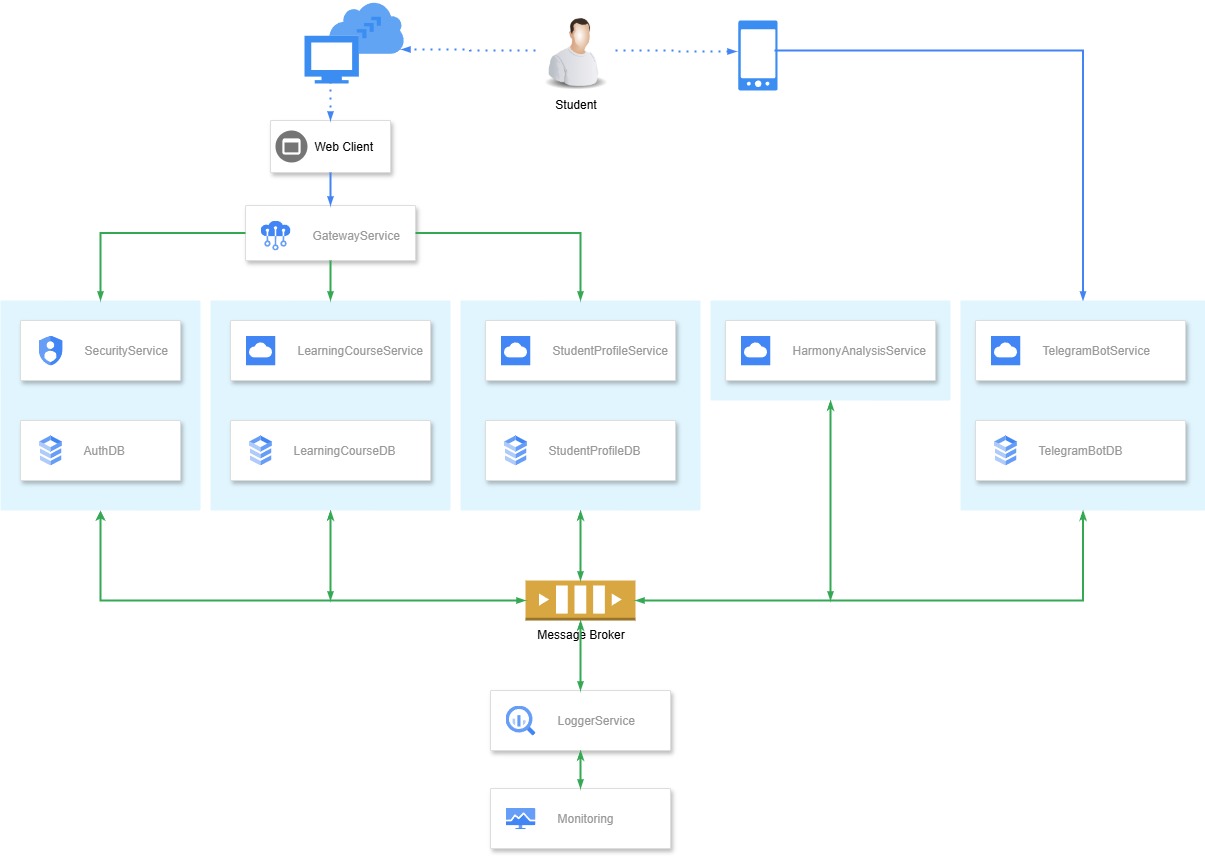 Student
Web Client
GatewayService
SecurityService
LearningCourseService
StudentProfileService
HarmonyAnalysisService
TelegramBotService
AuthDB
LearningCourseDB
StudentProfileDB
TelegramBotDB
Message Broker
LoggerService
Monitoring